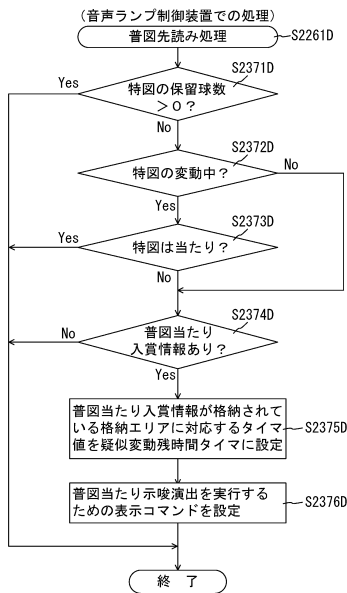 (音声ランプ制御装置での処理)
普図先読み処理
S2261D
S2371D
特図の保留球数
>0?
Yes
No
S2372D
特図の変動中?
No
Yes
S2373D
特図は当たり?
Yes
No
S2374D
普図当たり
入賞情報あり?
No
Yes
普図当たり入賞情報が格納されて
いる格納エリアに対応するタイマ
値を疑似変動残時間タイマに設定
S2375D
普図当たり示唆演出を実行する
ための表示コマンドを設定
S2376D
終 了